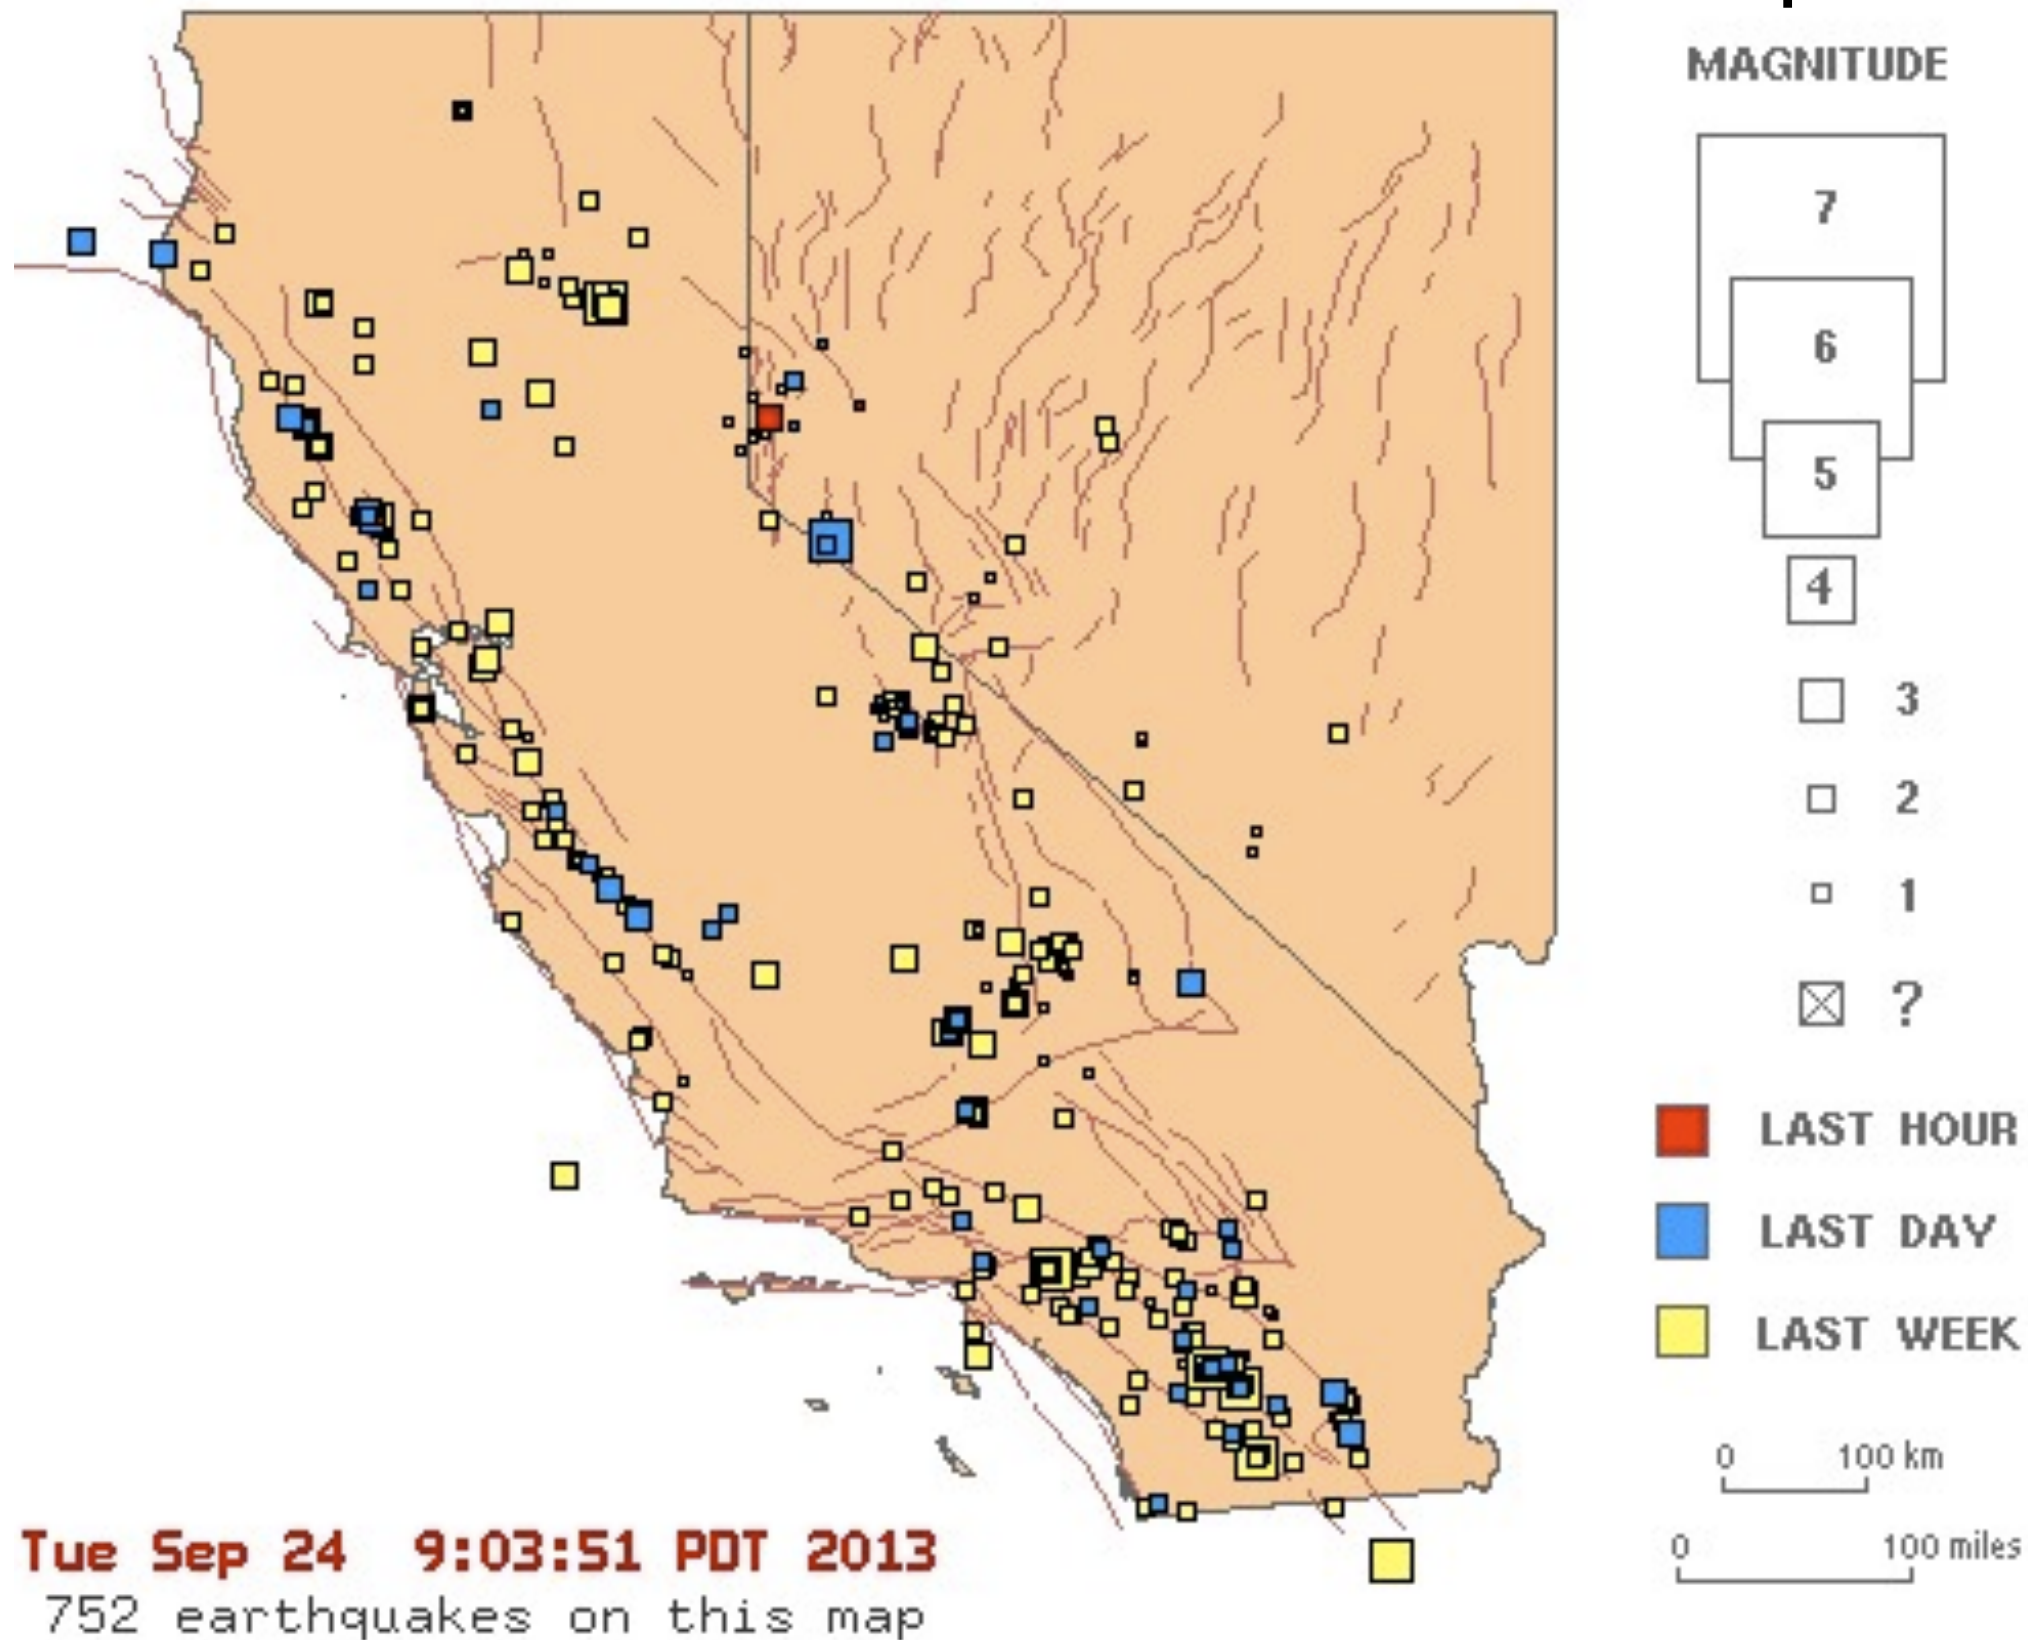 MAGNITUDE
7
6
5
4
3
2
1
?
LAST HOUR
LAST DAY
LAST WEEK
0 100 km
0 100 miles
Tue Sep 24 9:03:51 PDT 2013
752 earthquakes on this map